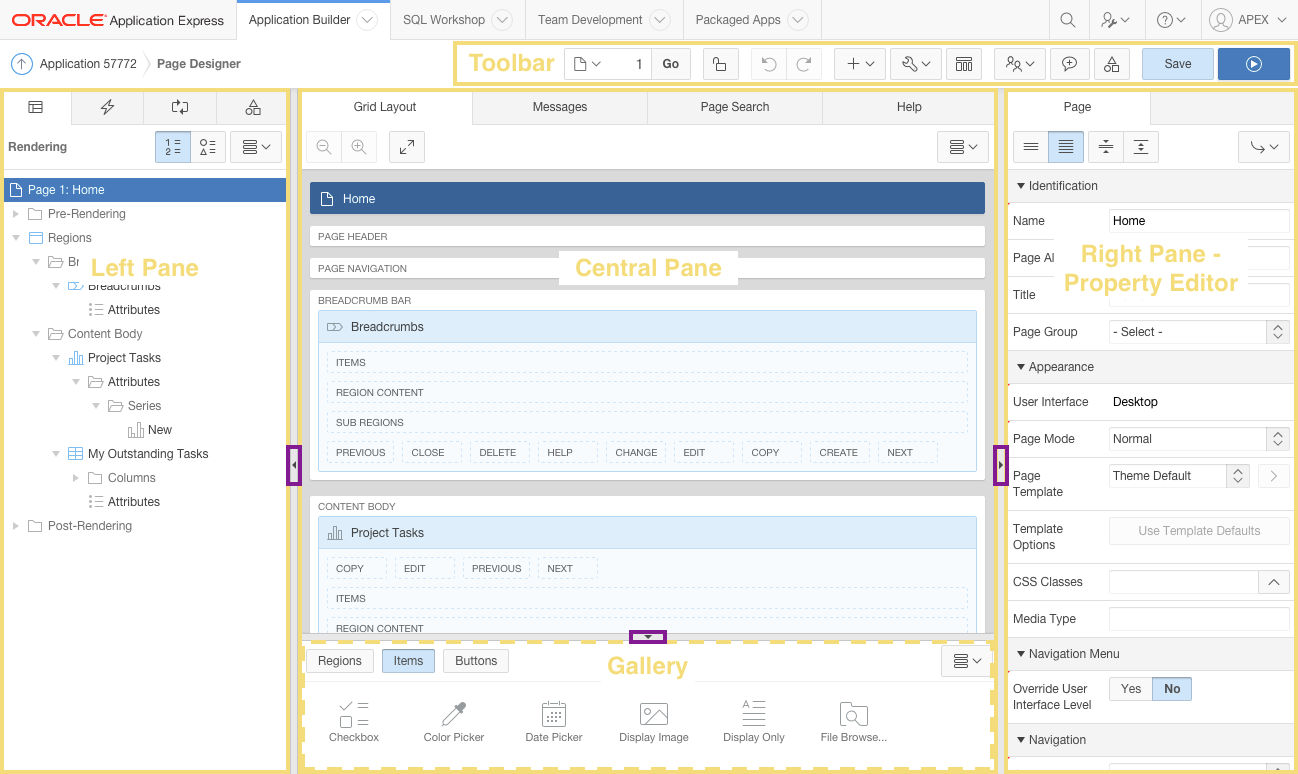 ORACLE Application Express
Application Builder
SQL Workshop
Team Development
Packaged Apps
APEX
Application 57772
Page Designer
Toolbar
1
Go
Save
Rendering
Page 1: Home
Pre-Rendering
Regions
Left Pane
Breadcrumbs
Attributes
Content Body
Project Tasks
Attributes
Series
New
My Outstanding Tasks
Columns
Attributes
Post-Rendering
Grid Layout
Messages
Page Search
Help
Home
PAGE HEADER
PAGE NAVIGATION
Central Pane
BREADCRUMB BAR
Breadcrumbs
ITEMS
REGION CONTENT
SUB REGIONS
PREVIOUS
CLOSE
DELETE
HELP
CHANGE
EDIT
COPY
CREATE
NEXT
CONTENT BODY
Project Tasks
COPY
EDIT
PREVIOUS
NEXT
ITEMS
REGION CONTENT
Regions
Items
Buttons
Gallery
Checkbox
Color Picker
Date Picker
Display Image
Display Only
File Browse...
Page
Identification
Name
Home
Page Al
Right Pane -
Property Editor
Title
Page Group
- Select -
Appearance
User Interface
Desktop
Page Mode
Normal
Page
Template
Theme Default
Template
Options
Use Template Defaults
CSS Classes
Media Type
Navigation Menu
Override User
Interface Level
Yes
No
Navigation